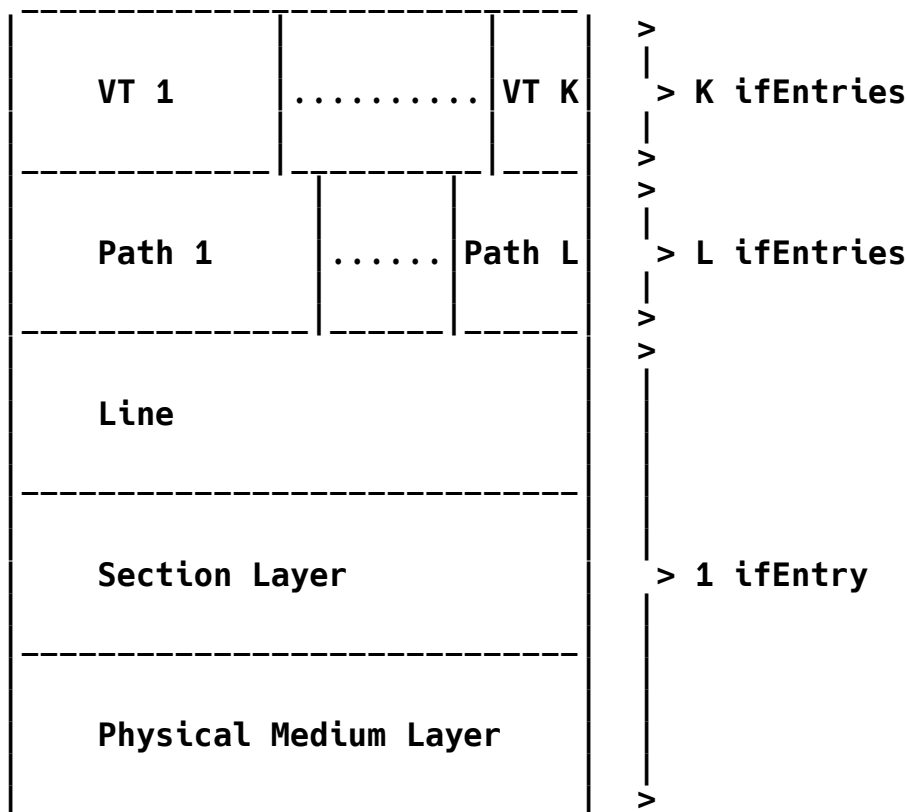 VT 1 .......... VT K > K ifEntries
Path 1 ...... Path L > L ifEntries
Line
Section Layer > 1 ifEntry
Physical Medium Layer